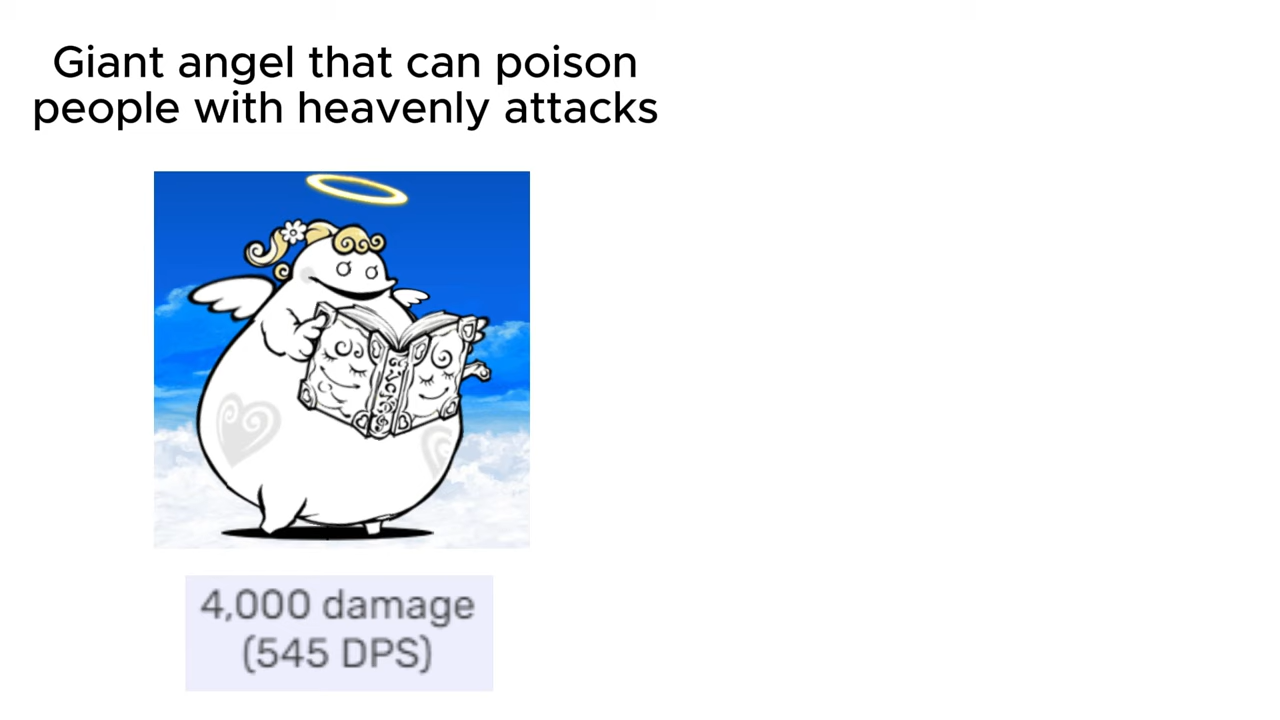 Giant angel that can poison
people with heavenly attacks
4,000 damage
(545 DPS)